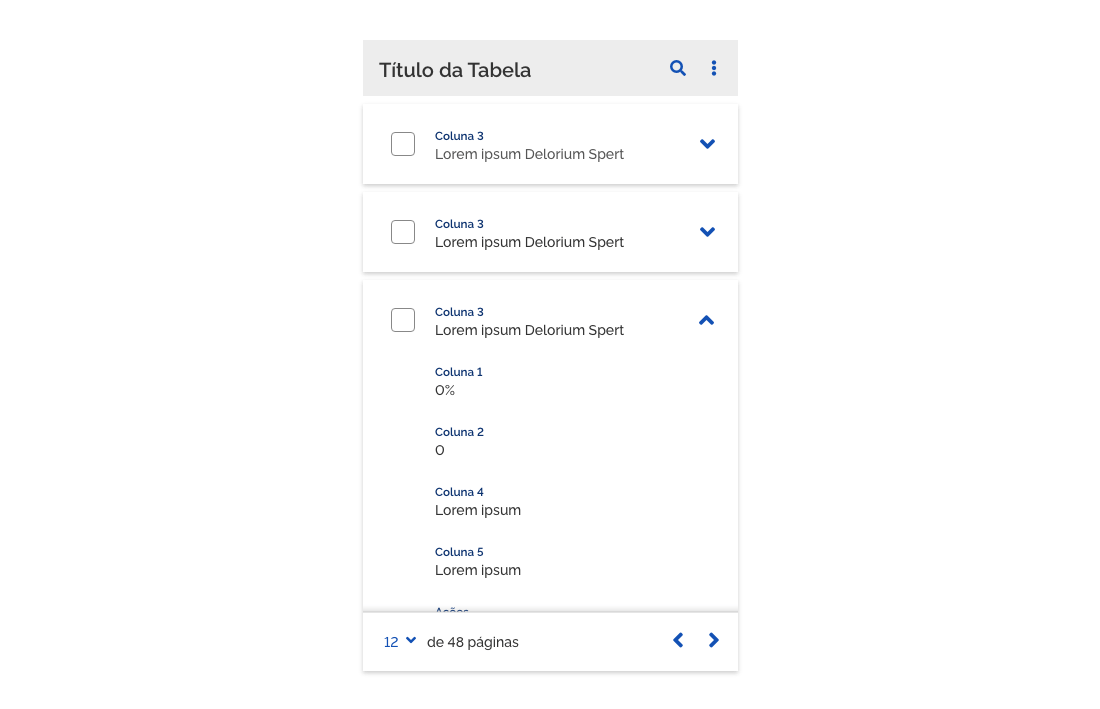 Título da Tabela
Coluna 3
Lorem ipsum Delorium Spert
Coluna 3
Lorem ipsum Delorium Spert
Coluna 3
Lorem ipsum Delorium Spert
Coluna 1
0%
Coluna 2
0
Coluna 4
Lorem ipsum
Coluna 5
Lorem ipsum
Ações
12 de 48 páginas